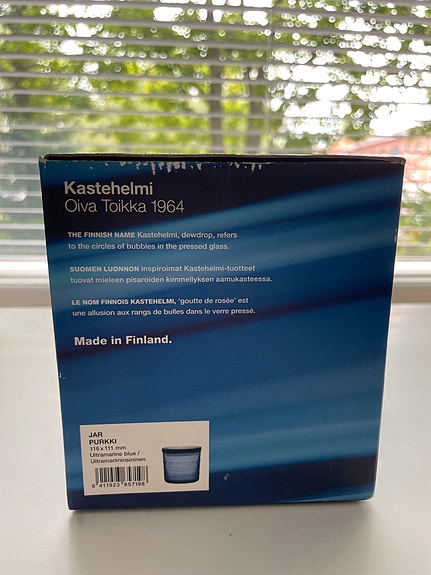 Kastehelmi
Oiva Toikka 1964
THE FINNISH NAME Kastehelmi, dewdrop, refers
to the circles of bubbles in the pressed glass.
SUOMEN LUONNON inspiroimat Kastehelmi-tuotteet
tuovat mieleen pisaroiden kimmellyksen aamukasteessa.
LE NOM FINNOIS KASTEHELMI, ‘goutte de rosée’ est
une allusion aux rangs de bulles dans le verre pressé.
Made in Finland.
JAR
PURKKI
116 x 111 mm
Ultramarine blue /
Ultramariininsininen
6 411923 657198